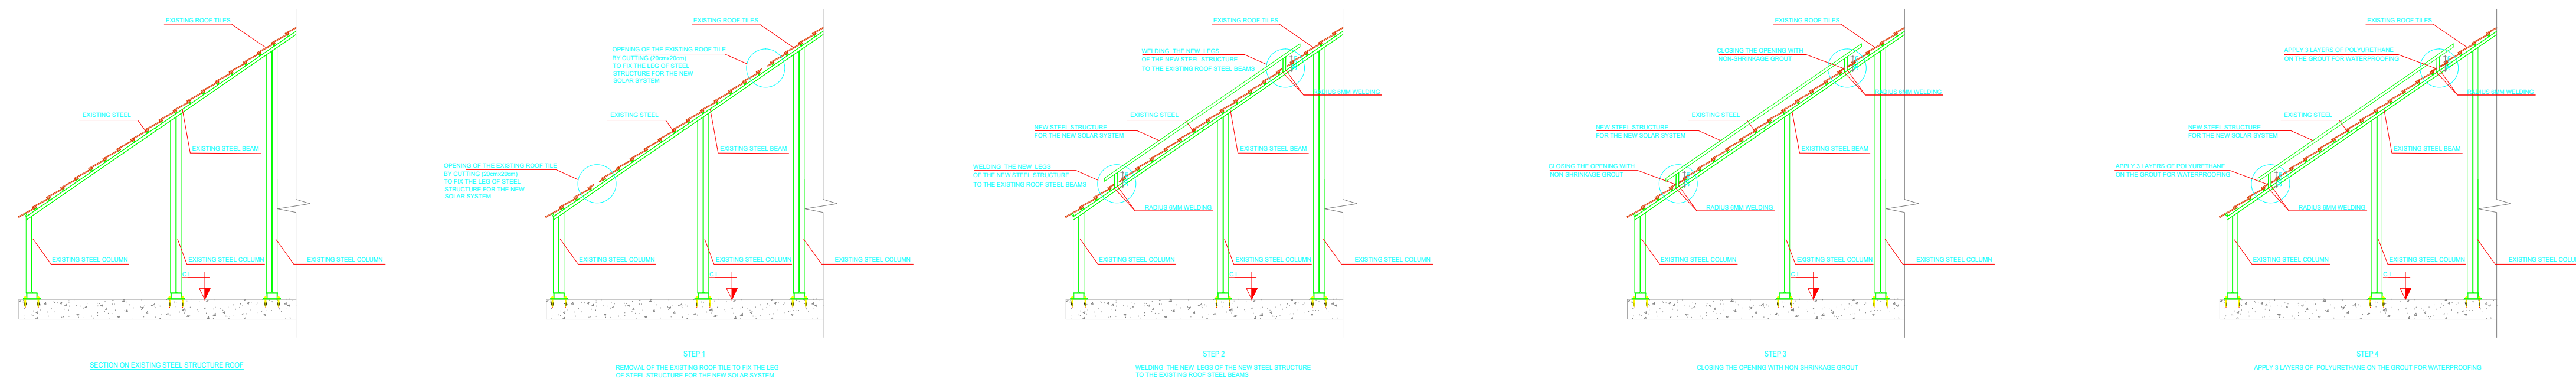 EXISTING ROOF TILES
EXISTING STEEL
EXISTING STEEL BEAM
EXISTING STEEL COLUMN
EXISTING STEEL COLUMN
EXISTING STEEL COLUMN
SECTION ON EXISTING STEEL STRUCTURE ROOF
EXISTING ROOF TILES
OPENING OF THE EXISTING ROOF TILE
BY CUTTING (20cmx20cm)
TO FIX THE LEG OF STEEL
STRUCTURE FOR THE NEW
SOLAR SYSTEM
EXISTING STEEL
EXISTING STEEL BEAM
OPENING OF THE EXISTING ROOF TILE
BY CUTTING (20cmx20cm)
TO FIX THE LEG OF STEEL
STRUCTURE FOR THE NEW
SOLAR SYSTEM
EXISTING STEEL COLUMN
EXISTING STEEL COLUMN
EXISTING STEEL COLUMN
STEP 1
REMOVAL OF THE EXISTING ROOF TILE TO FIX THE LEG
OF STEEL STRUCTURE FOR THE NEW SOLAR SYSTEM
EXISTING ROOF TILES
WELDING THE NEW LEGS
OF THE NEW STEEL STRUCTURE
TO THE EXISTING ROOF STEEL BEAMS
RADIUS 6MM WELDING
EXISTING STEEL
NEW STEEL STRUCTURE
FOR THE NEW SOLAR SYSTEM
EXISTING STEEL BEAM
WELDING THE NEW LEGS
OF THE NEW STEEL STRUCTURE
TO THE EXISTING ROOF STEEL BEAMS
RADIUS 6MM WELDING
EXISTING STEEL COLUMN
EXISTING STEEL COLUMN
EXISTING STEEL COLUMN
STEP 2
WELDING THE NEW LEGS OF THE NEW STEEL STRUCTURE
TO THE EXISTING ROOF STEEL BEAMS
EXISTING ROOF TILES
CLOSING THE OPENING WITH
NON-SHRINKAGE GROUT
RADIUS 6MM WELDING
EXISTING STEEL
NEW STEEL STRUCTURE
FOR THE NEW SOLAR SYSTEM
EXISTING STEEL BEAM
CLOSING THE OPENING WITH
NON-SHRINKAGE GROUT
RADIUS 6MM WELDING
EXISTING STEEL COLUMN
EXISTING STEEL COLUMN
EXISTING STEEL COLUMN
STEP 3
CLOSING THE OPENING WITH NON-SHRINKAGE GROUT
EXISTING ROOF TILES
APPLY 3 LAYERS OF POLYURETHANE
ON THE GROUT FOR WATERPROOFING
RADIUS 6MM WELDING
EXISTING STEEL
NEW STEEL STRUCTURE
FOR THE NEW SOLAR SYSTEM
EXISTING STEEL BEAM
APPLY 3 LAYERS OF POLYURETHANE
ON THE GROUT FOR WATERPROOFING
RADIUS 6MM WELDING
EXISTING STEEL COLUMN
EXISTING STEEL COLUMN
EXISTING STEEL COLU
STEP 4
APPLY 3 LAYERS OF POLYURETHANE ON THE GROUT FOR WATERPROOFING